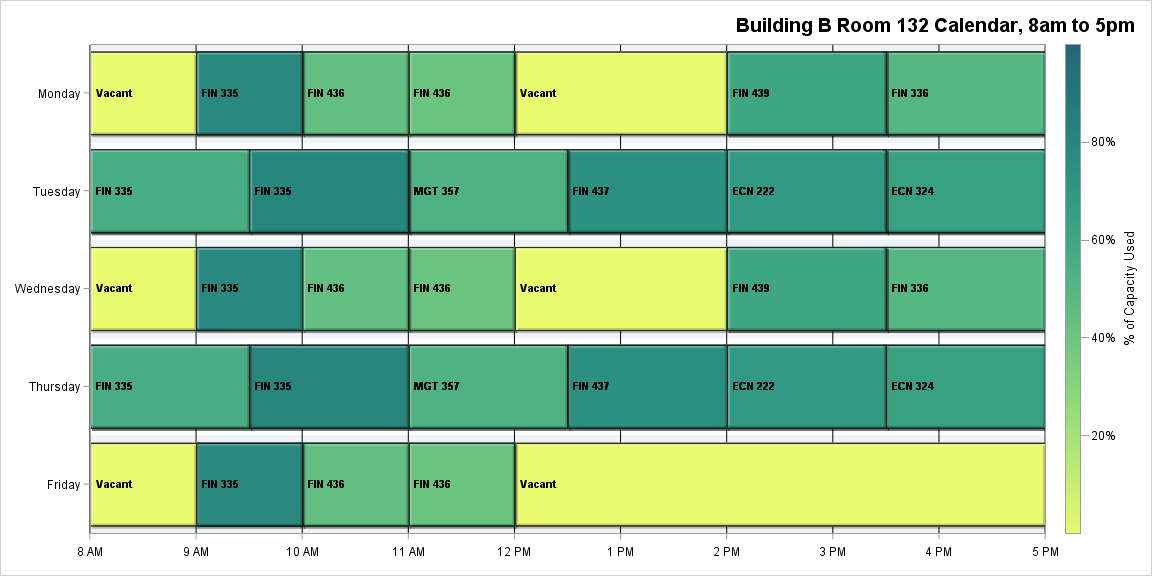 Building B Room 132 Calendar, 8am to 5pm
Monday Vacant FIN 335 FIN 436 FIN 436 Vacant FIN 439 FIN 336
80%
Tuesday FIN 335 FIN 335 MGT 357 FIN 437 ECN 222 ECN 324
60%
Wednesday Vacant FIN 335 FIN 436 FIN 436 Vacant FIN 439 FIN 336
% of Capacity Used
40%
Thursday FIN 335 FIN 335 MGT 357 FIN 437 ECN 222 ECN 324
20%
Friday Vacant FIN 335 FIN 436 FIN 436 Vacant
8 AM 9 AM 10 AM 11 AM 12 PM 1 PM 2 PM 3 PM 4 PM 5 PM